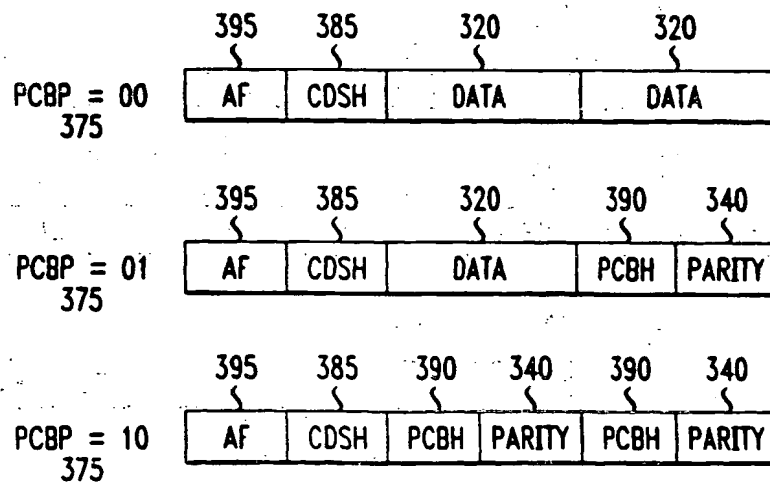 395 385 320 320
PCBP = 00 AF CDSH DATA DATA
375
395 385 320 390 340
PCBP = 01 AF CDSH DATA PCBH PARITY
375
395 385 390 340 390 340
PCBP = 10 AF CDSH PCBH PARITY PCBH PARITY
375